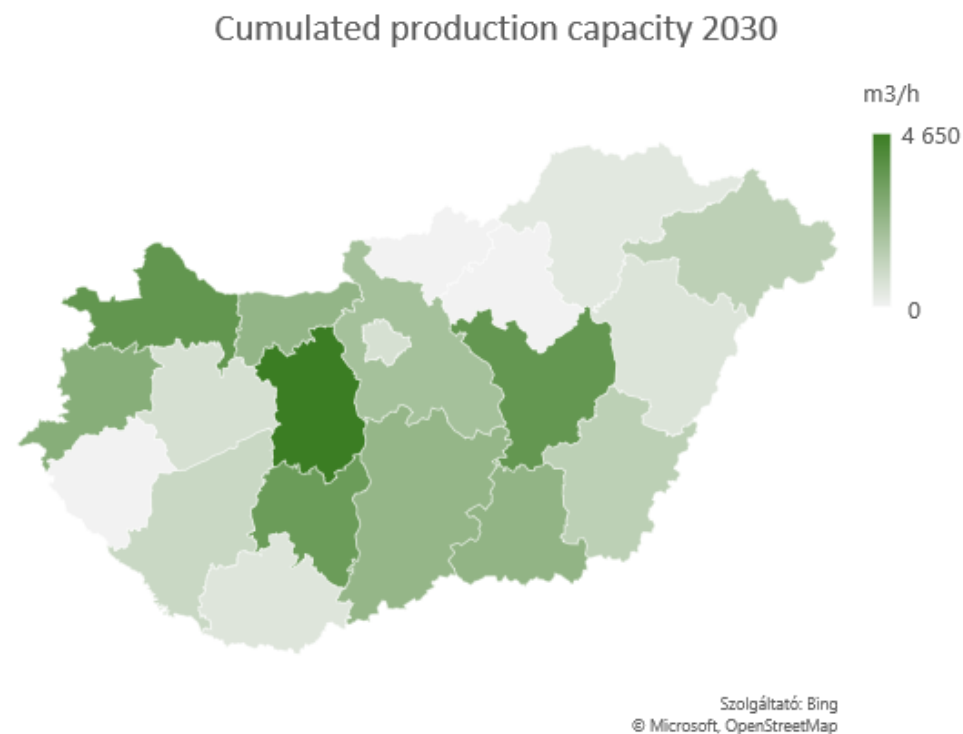 Cumulated production capacity 2030
m3/h
4 650
0
Szolgáltató: Bing
© Microsoft, OpenStreetMap